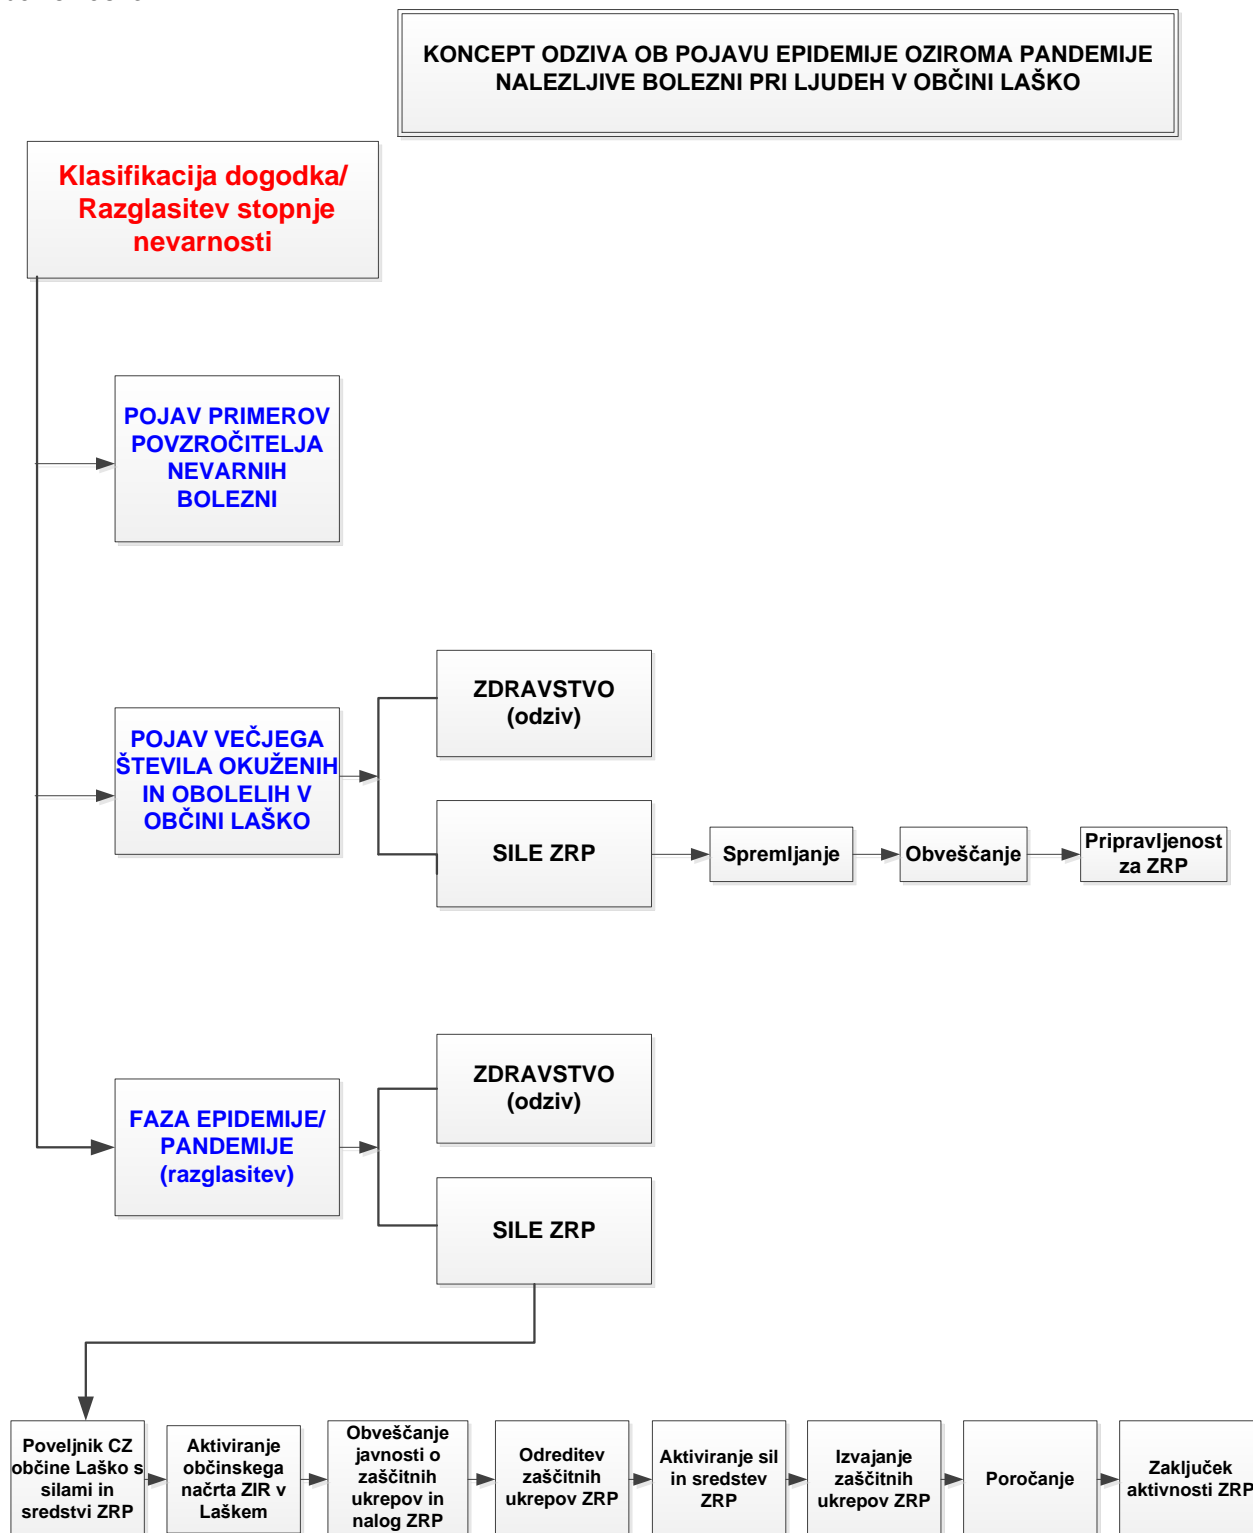 KONCEPT ODZIVA OB POJAVU EPIDEMIJE OZIROMA PANDEMIJE
NALEZLJIVE BOLEZNI PRI LJUDEH V OBČINI LAŠKO
Klasifikacija dogodka/
Razglasitev stopnje
nevarnosti
POJAV PRIMEROV
POVZROČITELJA
NEVARNIH
BOLEZNI
POJAV VEČJEGA
ŠTEVILA OKUŽENIH
IN OBOLELIH V
OBČINI LAŠKO
ZDRAVSTVO
(odziv)
SILE ZRP
Spremljanje
Obveščanje
Pripravljenost
za ZRP
FAZA EPIDEMIJE/
PANDEMIJE
(razglasitev)
ZDRAVSTVO
(odziv)
SILE ZRP
Poveljnik CZ
občine Laško s
silami in
sredstvi ZRP
Aktiviranje
občinskega
načrta ZIR v
Laškem
Obveščanje
javnosti o
zaščitnih
ukrepov in
nalog ZRP
Odreditev
zaščitnih
ukrepov ZRP
Aktiviranje sil
in sredstev
ZRP
Izvajanje
zaščitnih
ukrepov ZRP
Poročanje
Zaključek
aktivnosti ZRP